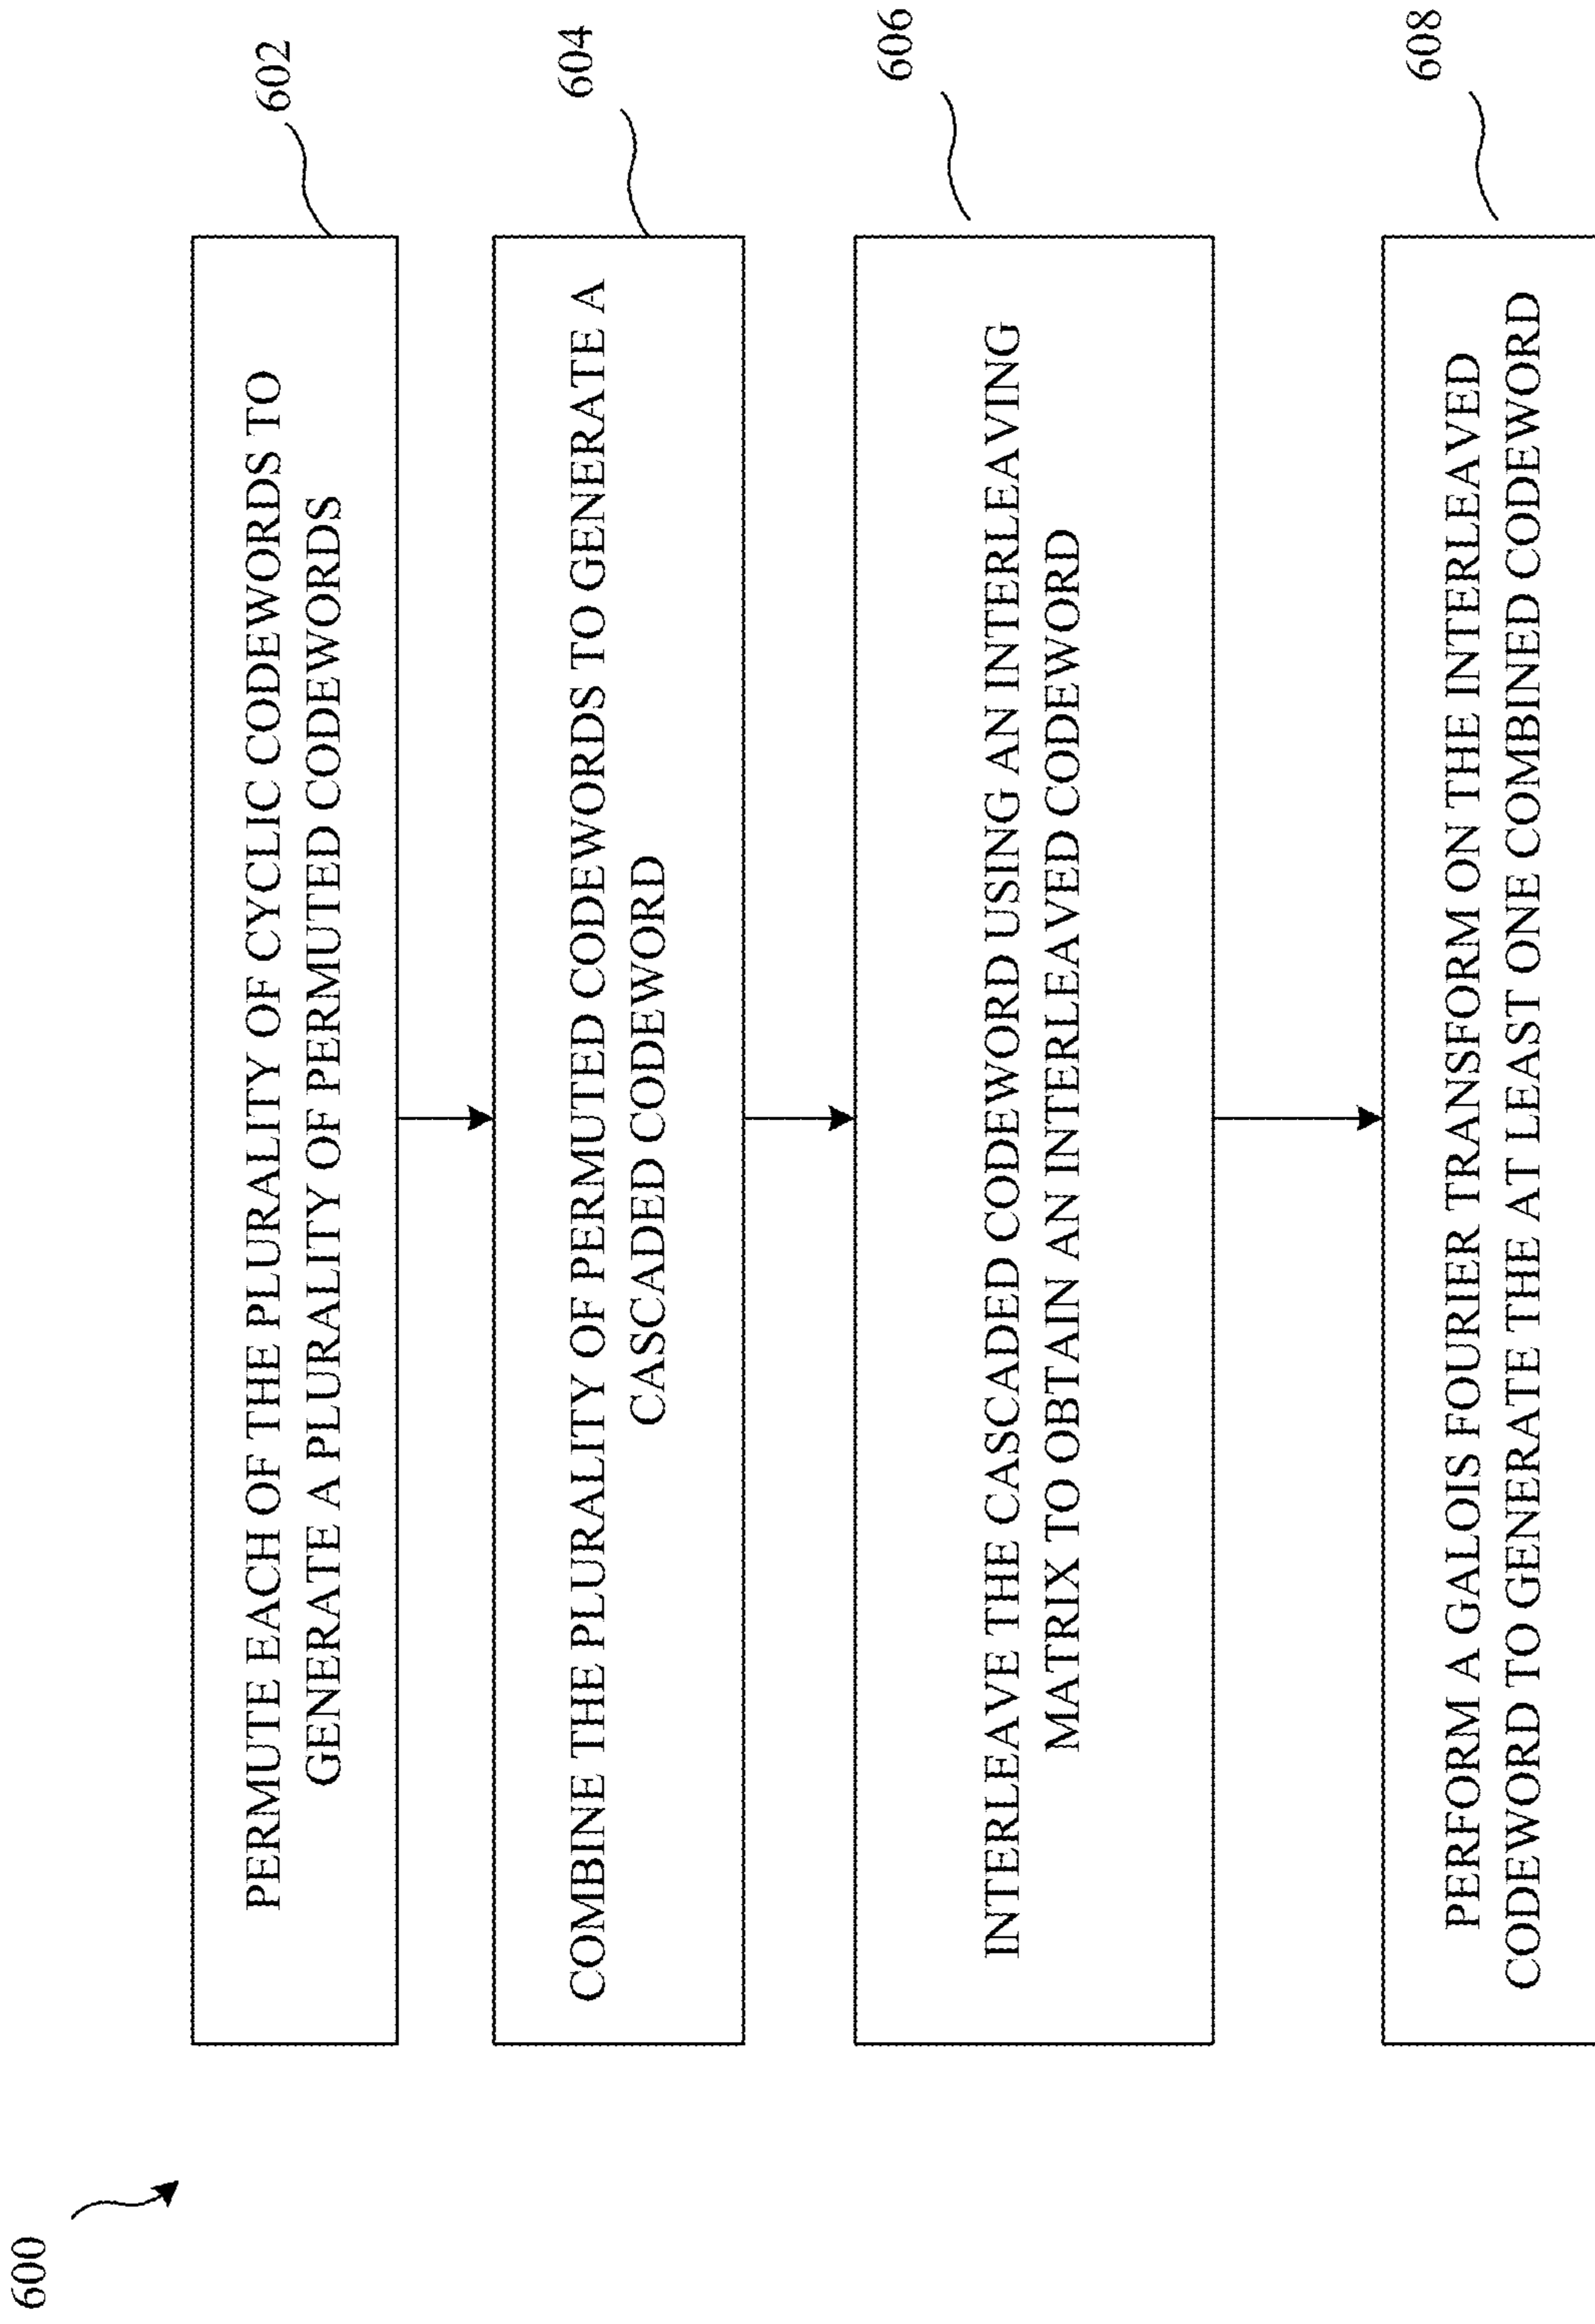 600
602
PERMUTE EACH OF THE PLURALITY OF CYCLIC CODEWORDS TO
GENERATE A PLURALITY OF PERMUTED CODEWORDS
604
COMBINE THE PLURALITY OF PERMUTED CODEWORDS TO GENERATE A
CASCADED CODEWORD
606
INTERLEAVE THE CASCADED CODEWORD USING AN INTERLEAVING
MATRIX TO OBTAIN AN INTERLEAVED CODEWORD
608
PERFORM A GALOIS FOURIER TRANSFORM ON THE INTERLEAVED
CODEWORD TO GENERATE THE AT LEAST ONE COMBINED CODEWORD